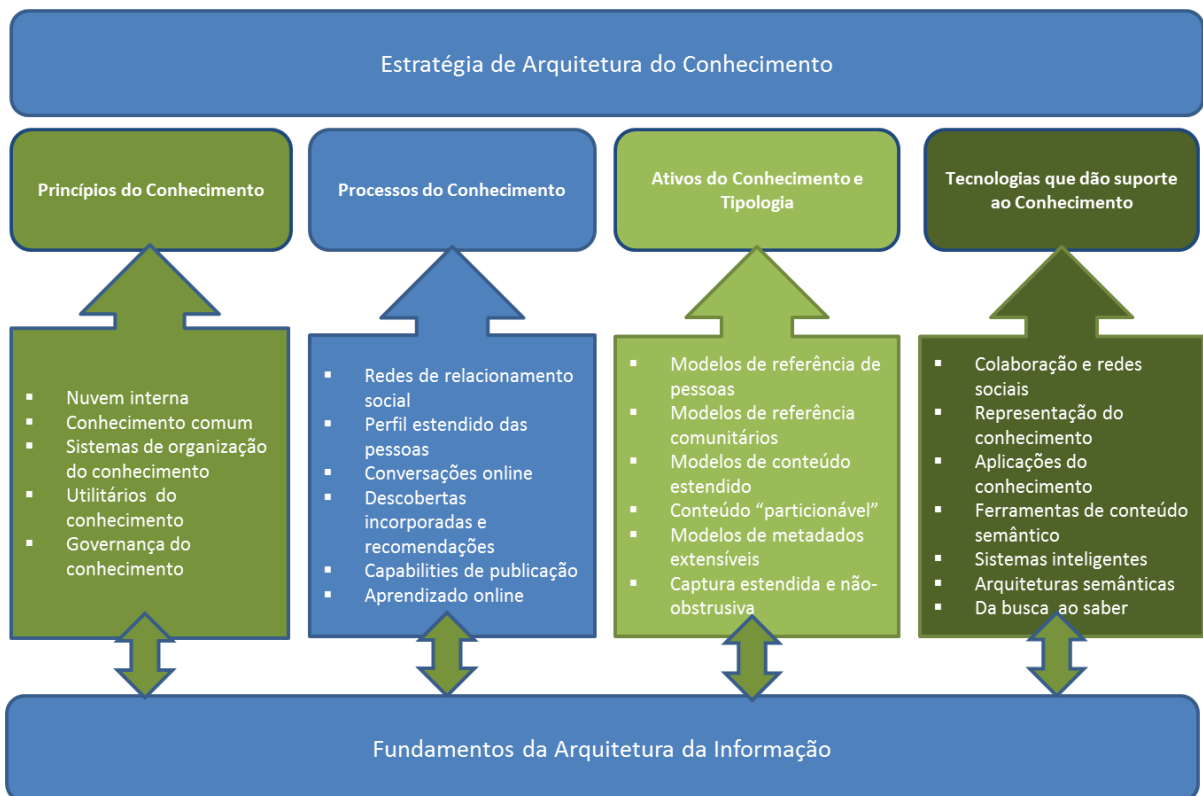 Estratégia de Arquitetura do Conhecimento
Princípios do Conhecimento
Processos do Conhecimento
Ativos do Conhecimento e
Tipologia
Tecnologias que dão suporte
ao Conhecimento
▪ Nuvem interna
▪ Conhecimento comum
▪ Sistemas de organização
do conhecimento
▪ Utilitários do
conhecimento
▪ Governança do
conhecimento
▪ Redes de relacionamento
social
▪ Perfil estendido das
pessoas
▪ Conversações online
▪ Descobertas
incorporadas e
recomendações
▪ Capabilities de publicação
▪ Aprendizado online
▪ Modelos de referência de
pessoas
▪ Modelos de referência
comunitários
▪ Modelos de conteúdo
estendido
▪ Conteúdo “particionável”
▪ Modelos de metadados
extensíveis
▪ Captura estendida e não-
obstrusiva
▪ Colaboração e redes
sociais
▪ Representação do
conhecimento
▪ Aplicações do
conhecimento
▪ Ferramentas de conteúdo
semântico
▪ Sistemas inteligentes
▪ Arquiteturas semânticas
▪ Da busca ao saber
Fundamentos da Arquitetura da Informação